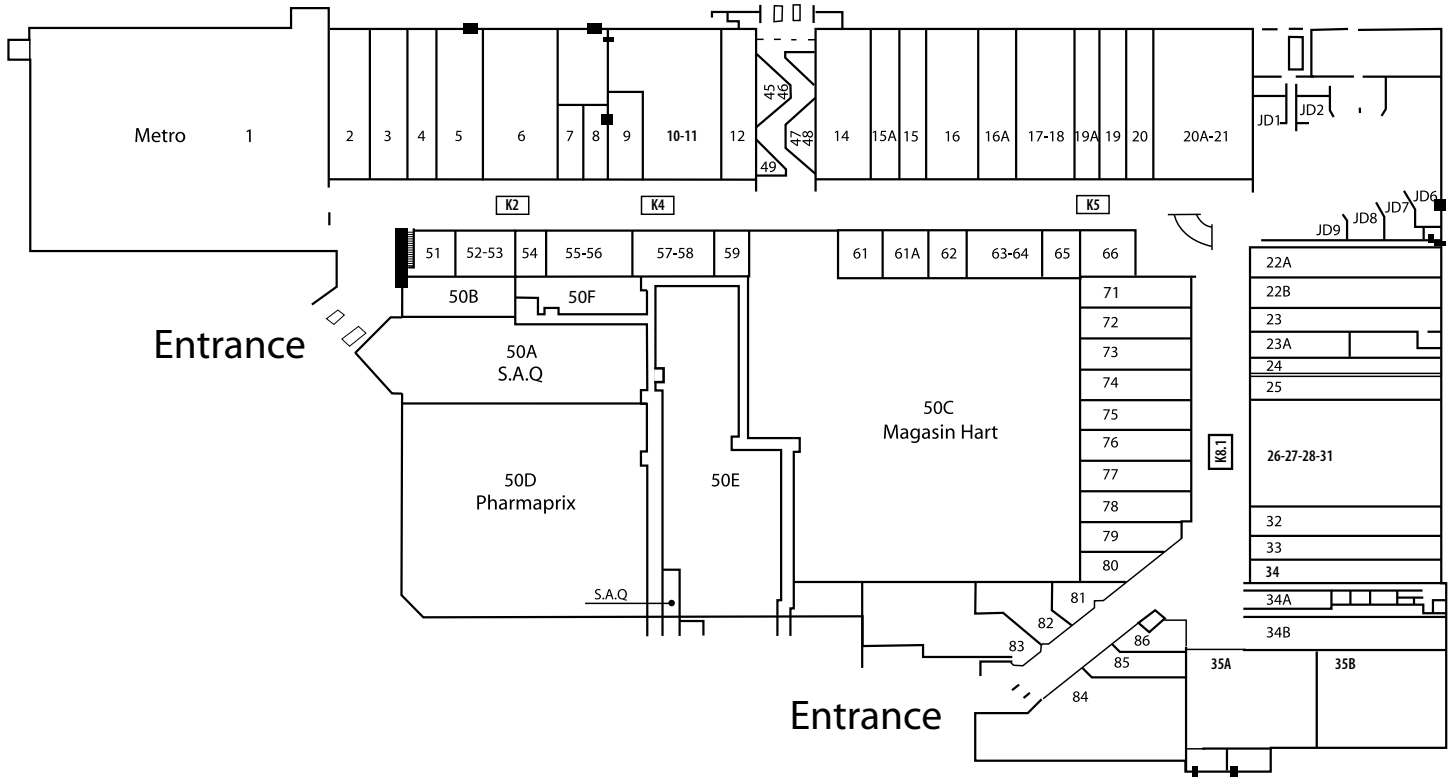 Metro 1
2
3
4
5
6
7
8
9
10-11
12
45
46
47
48
49
14
15A
15
16
16A
17-18
19A
19
20
20A-21
JD1
JD2
JD6
JD7
JD8
JD9
K2
K4
K5
51
52-53
54
55-56
57-58
59
61
61A
62
63-64
65
66
22A
22B
23
23A
24
25
26-27-28-31
32
33
34
34A
34B
35A
35B
50B
50F
Entrance
50A
S.A.Q
50D
Pharmaprix
50E
S.A.Q
50C
Magasin Hart
71
72
73
74
75
76
77
78
79
80
81
82
83
K8.1
86
85
84
Entrance